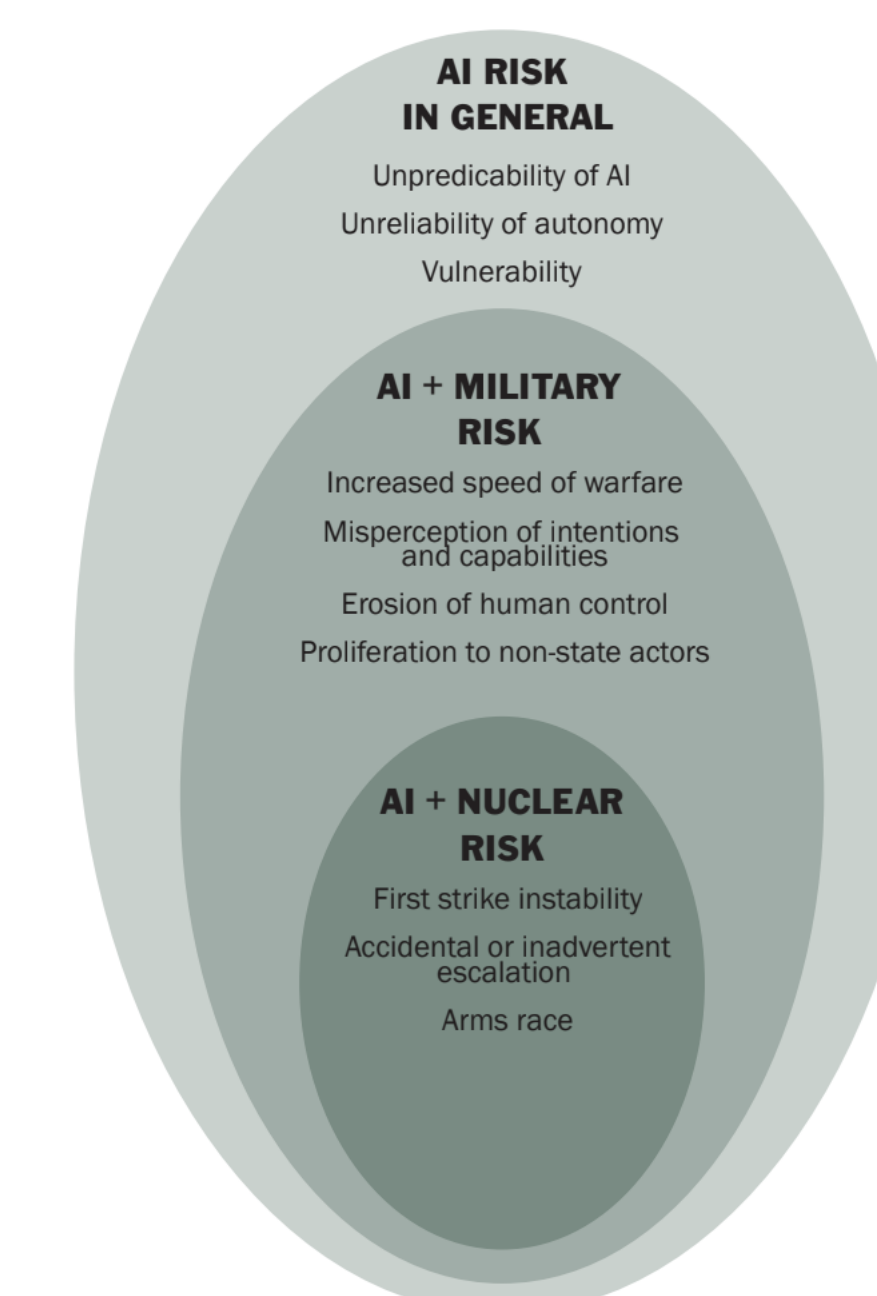 AI RISK
IN GENERAL
Unpredicability of AI
Unreliability of autonomy
Vulnerability
AI + MILITARY
RISK
Increased speed of warfare
Misperception of intentions
and capabilities
Erosion of human control
Proliferation to non-state actors
AI + NUCLEAR
RISK
First strike instability
Accidental or inadvertent
escalation
Arms race